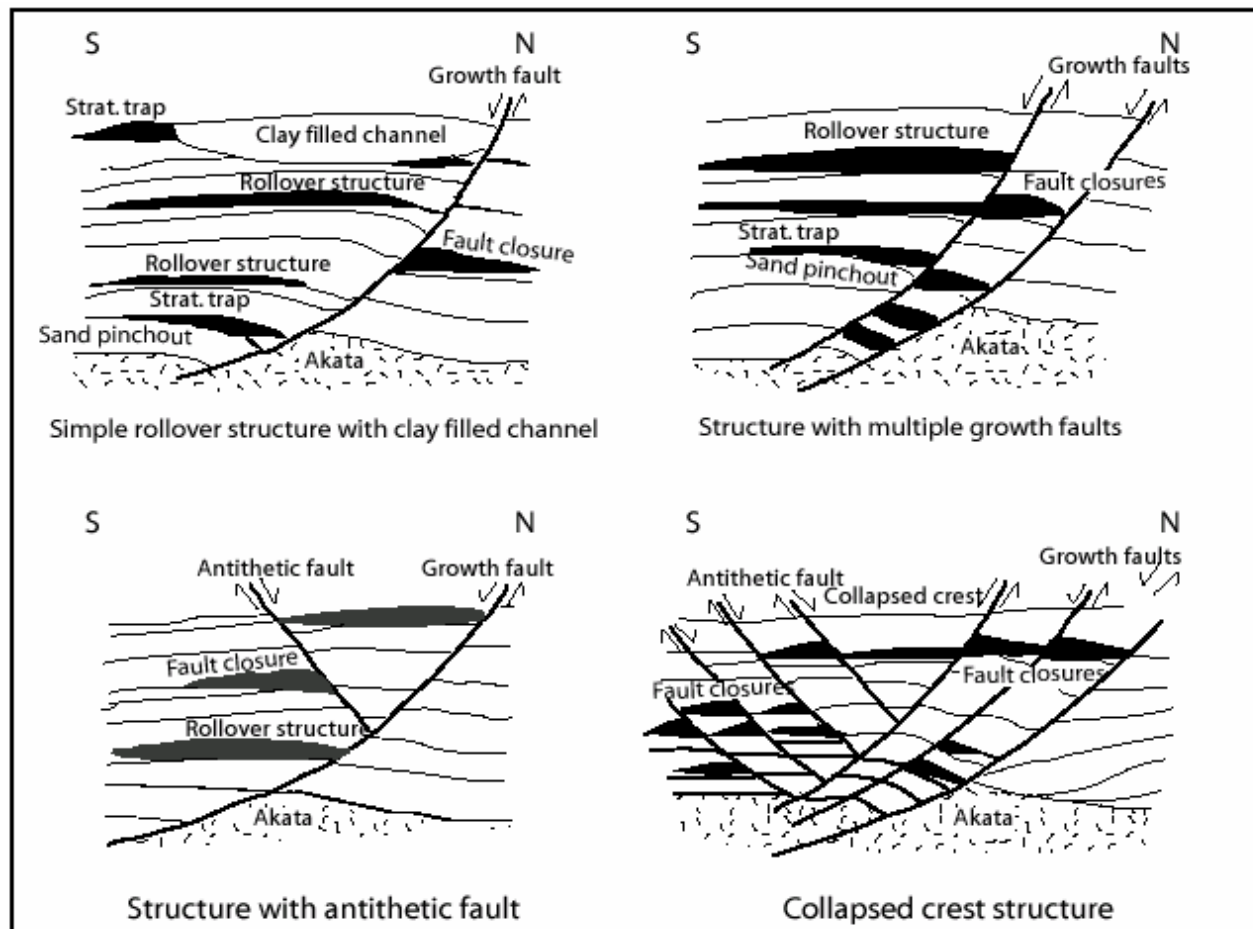 S N
Growth fault
Strat. trap
Clay filled channel
Rollover structure
Fault closure
Rollover structure
Strat. trap
Sand pinchout
Akata
Simple rollover structure with clay filled channel
S N
Growth faults
Rollover structure
Fault closures
Strat. trap
Sand pinchout
Akata
Structure with multiple growth faults
S N
Antithetic fault Growth fault
Fault closure
Rollover structure
Akata
Structure with antithetic fault
S N
Growth faults
Antithetic fault
Collapsed crest
Fault closures
Fault closures
Akata
Collapsed crest structure